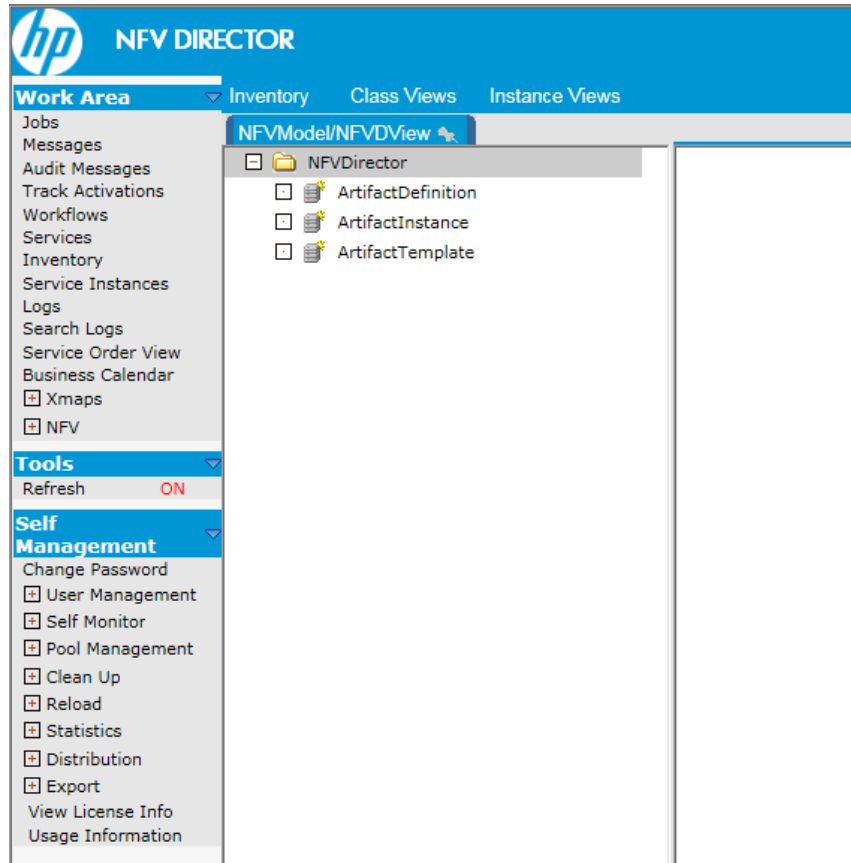 hp NFV DIRECTOR
Work Area
Jobs
Messages
Audit Messages
Track Activations
Workflows
Services
Inventory
Service Instances
Logs
Search Logs
Service Order View
Business Calendar
Xmaps
NFV
Tools
Refresh ON
Self
Management
Change Password
User Management
Self Monitor
Pool Management
Clean Up
Reload
Statistics
Distribution
Export
View License Info
Usage Information
Inventory Class Views Instance Views
NFVModel/NFVDView
NFVDirector
ArtifactDefinition
ArtifactInstance
ArtifactTemplate